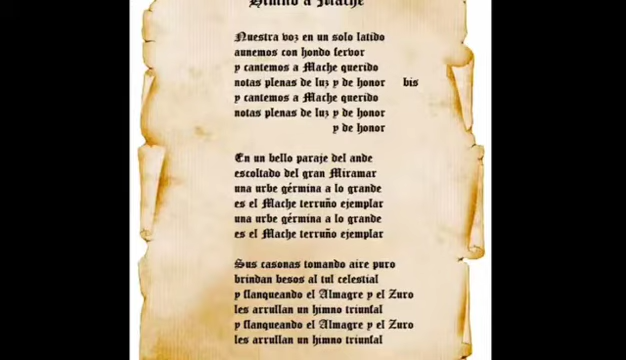 Himno a Mache
Nuestra voz en un solo latido
aunemos con hondo fervor
y cantemos a Mache querido
notas plenas de luz y de honor bis
y cantemos a Mache querido
notas plenas de luz y de honor
y de honor
En un bello paraje del ande
escoltado del gran Miramar
una urbe gérmina a lo grande
es el Mache terruño ejemplar
una urbe gérmina a lo grande
es el Mache terruño ejemplar
Sus casonas tomando aire puro
brindan besos al tul celestial
y flanqueando el Almagre y el Zuro
les arrullan un himno triunfal
y flanqueando el Almagre y el Zuro
les arrullan un himno triunfal